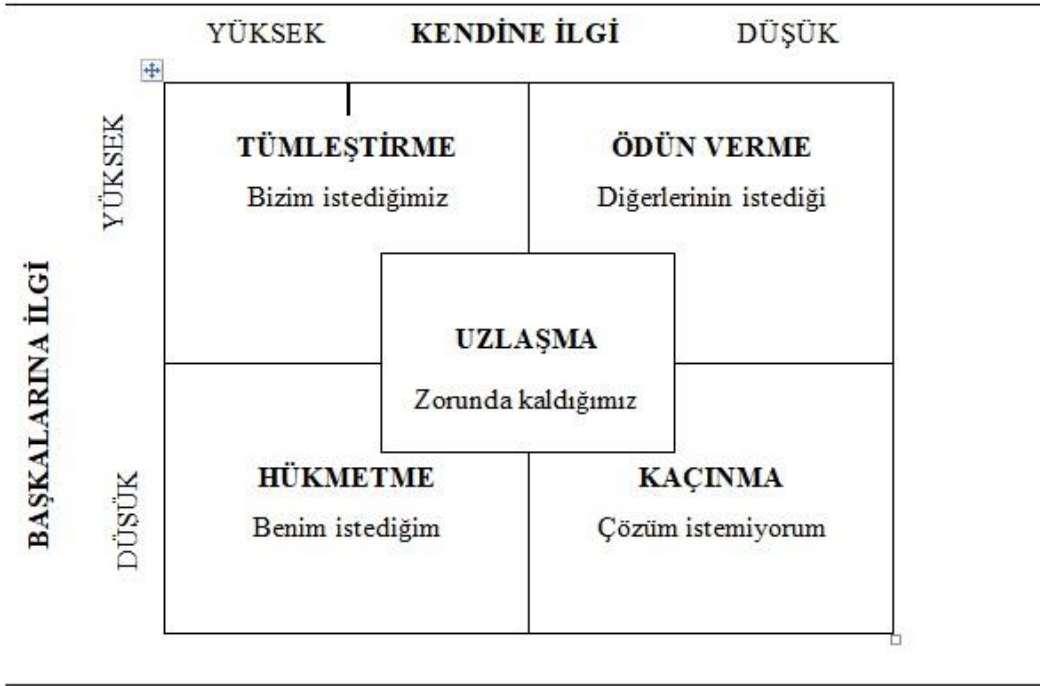 YÜKSEK KENDİNE İLGİ DÜŞÜK
BAŞKALARINA İLGİ
YÜKSEK
TÜMLEŞTİRME
Bizim istediğimiz
ÖDÜN VERME
Diğerlerinin istediği
UZLAŞMA
Zorunda kaldığımız
DÜŞÜK
HÜKMETME
Benim istediğim
KAÇINMA
Çözüm istemiyorum